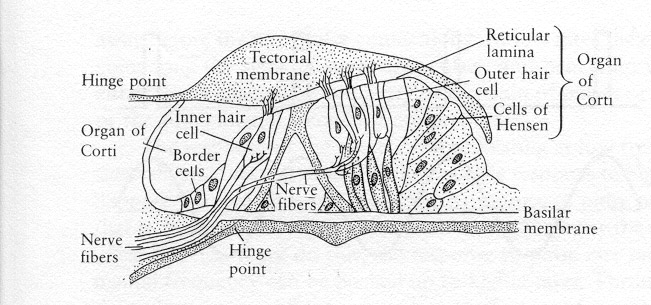 Reticular
lamina
Tectorial
membrane
Organ
of
Corti
Hinge point
Outer hair
cell
Inner hair
cell
Cells of
Hensen
Organ of
Corti
Border
cells
Nerve
fibers
Basilar
membrane
Nerve
fibers
Hinge
point